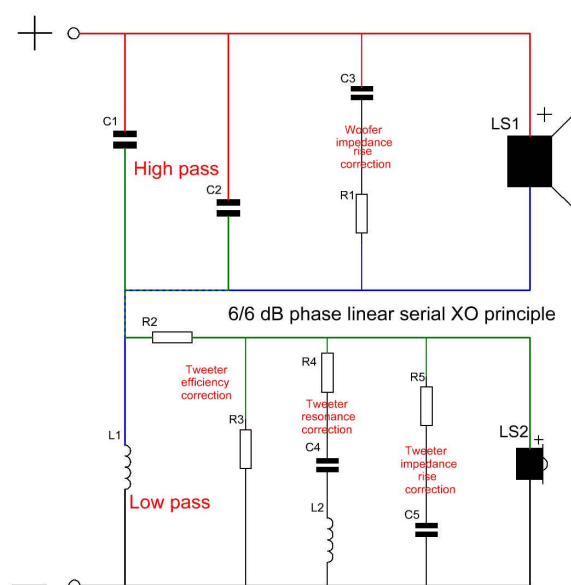 C1
High pass
C2
C3
Woofer
impedance
rise
correction
R1
LS1
+
6/6 dB phase linear serial XO principle
R2
Tweeter
efficiency
correction
R3
R4
Tweeter
resonance
correction
C4
L2
R5
Tweeter
impedance
rise
correction
C5
LS2
+
L1
Low pass